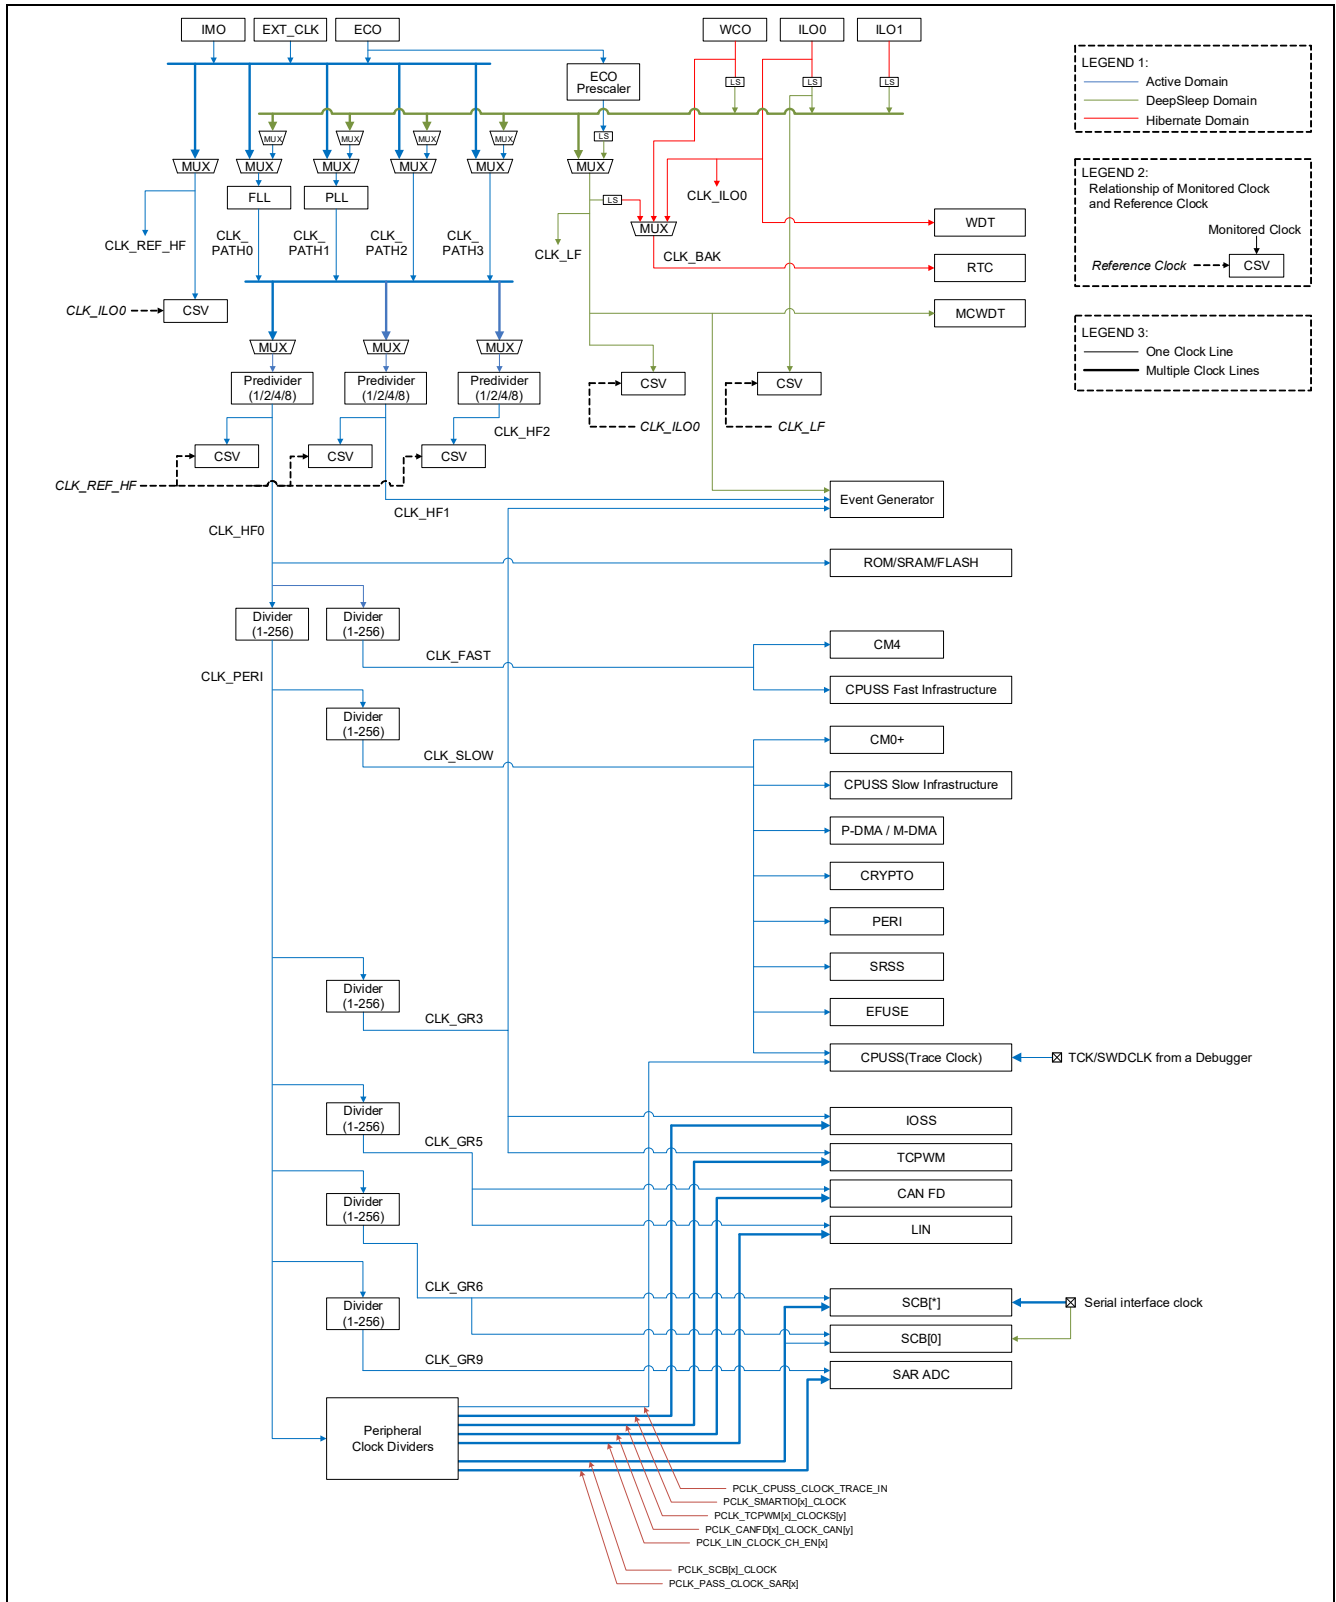 IMO
EXT_CLK
ECO
WCO
ILO0
ILO1
LEGEND 1:
Active Domain
DeepSleep Domain
Hibernate Domain
ECO
Prescaler
LS
LS
LS
LS
MUX
MUX
MUX
MUX
MUX
MUX
MUX
MUX
MUX
MUX
LEGEND 2:
Relationship of Monitored Clock
and Reference Clock
Monitored Clock
Reference Clock
CSV
FLL
PLL
LS
CLK_ILO0
MUX
WDT
CLK_REF_HF
CLK_
PATH0
CLK_
PATH1
CLK_
PATH2
CLK_
PATH3
CLK_LF
CLK_BAK
RTC
CLK_ILO0
CSV
MCWDT
LEGEND 3:
One Clock Line
Multiple Clock Lines
MUX
MUX
MUX
Predivider
(1/2/4/8)
Predivider
(1/2/4/8)
Predivider
(1/2/4/8)
CSV
CSV
CLK_HF2
CLK_ILO0
CLK_LF
CSV
CSV
CSV
CLK_REF_HF
CLK_HF1
Event Generator
CLK_HF0
ROM/SRAM/FLASH
Divider
(1-256)
Divider
(1-256)
CLK_FAST
CM4
CLK_PERI
CPUSS Fast Infrastructure
Divider
(1-256)
CLK_SLOW
CM0+
CPUSS Slow Infrastructure
P-DMA / M-DMA
CRYPTO
PERI
SRSS
Divider
(1-256)
CLK_GR3
EFUSE
CPUSS(Trace Clock)
TCK/SWDCLK from a Debugger
Divider
(1-256)
CLK_GR5
IOSS
TCPWM
CAN FD
Divider
(1-256)
LIN
CLK_GR6
Divider
(1-256)
SCB[*]
Serial interface clock
SCB[0]
CLK_GR9
SAR ADC
Peripheral
Clock Dividers
PCLK_CPUSS_CLOCK_TRACE_IN
PCLK_SMARTIO[x]_CLOCK
PCLK_TCPWM[x]_CLOCKS[y]
PCLK_CANFD[x]_CLOCK_CAN[y]
PCLK_LIN_CLOCK_CH_EN[x]
PCLK_SCB[x]_CLOCK
PCLK_PASS_CLOCK_SAR[x]